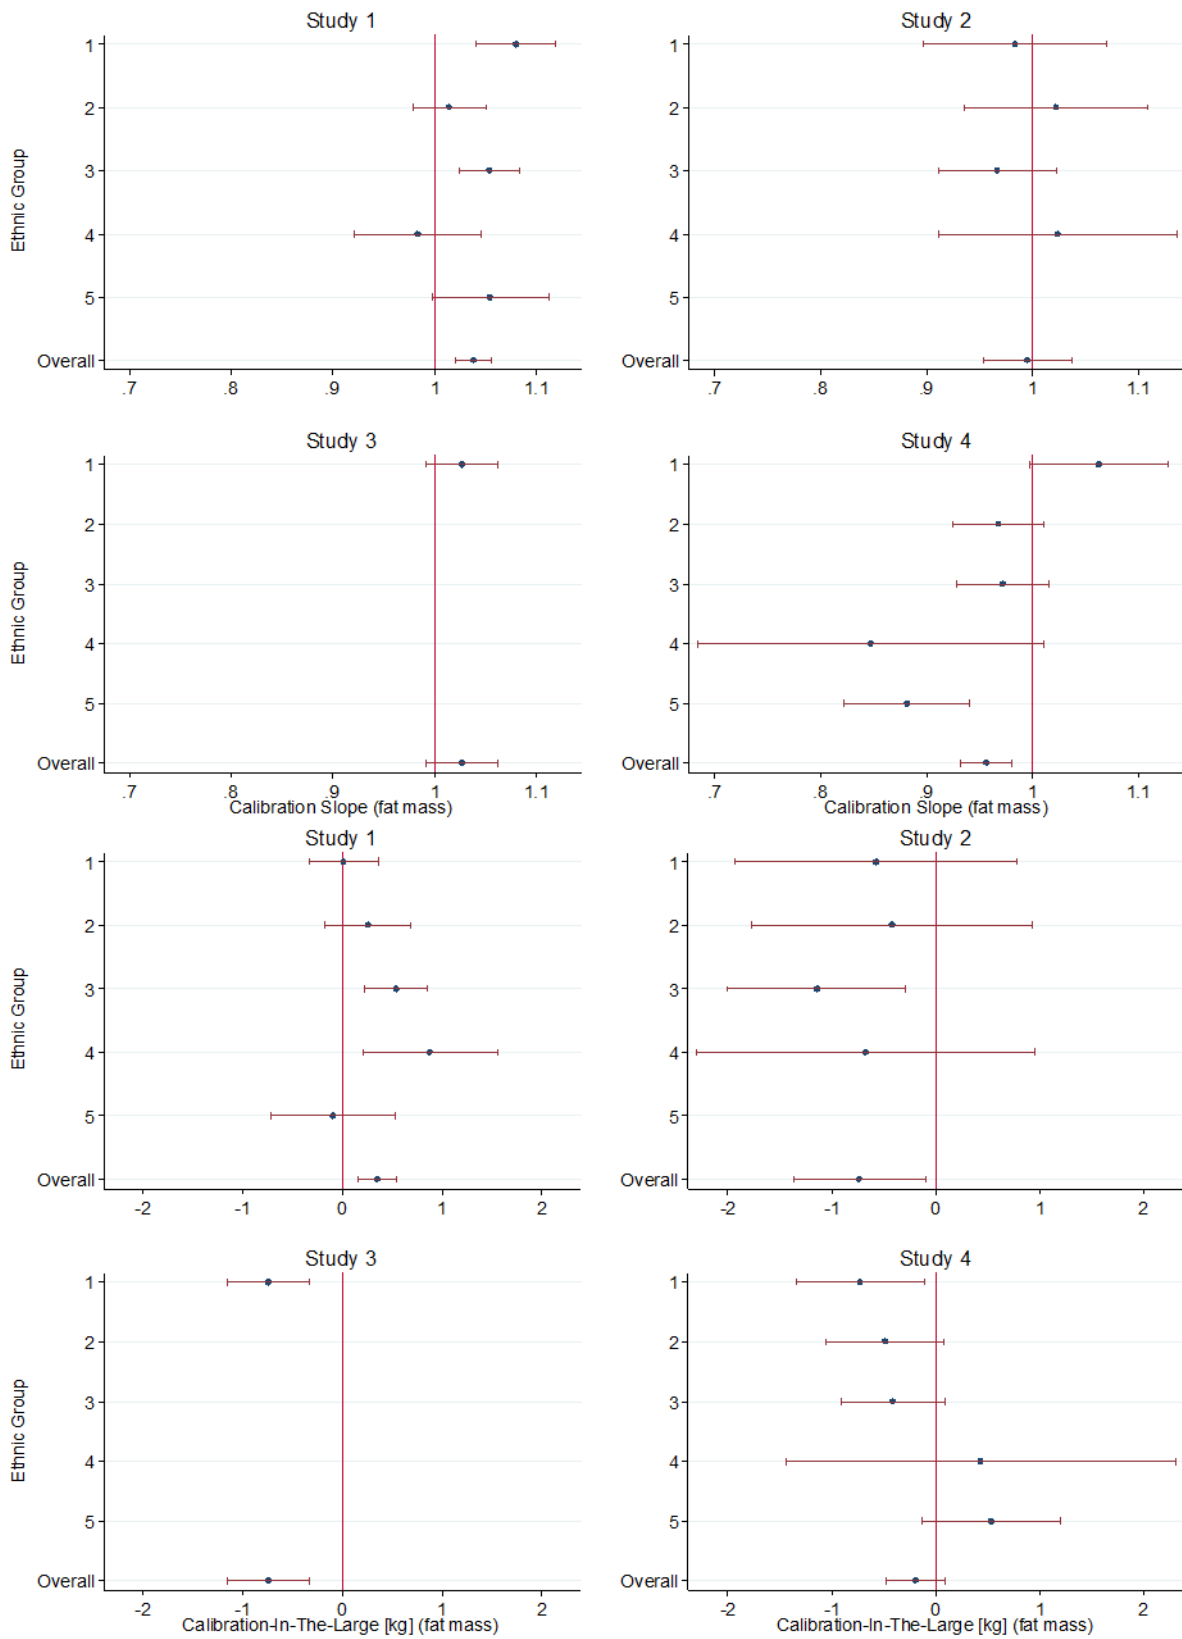 Study 1
Ethnic Group
1
2
3
4
5
Overall
.7 .8 .9 1 1.1
Study 2
1
2
3
4
5
Overall
.7 .8 .9 1 1.1
Study 3
Ethnic Group
1
2
3
4
5
Overall
.7 .8 .9 1 1.1
Calibration Slope (fat mass)
Study 4
1
2
3
4
5
Overall
.7 .8 .9 1 1.1
Calibration Slope (fat mass)
Study 1
Ethnic Group
1
2
3
4
5
Overall
-2 -1 0 1 2
Study 2
1
2
3
4
5
Overall
-2 -1 0 1 2
Study 3
Ethnic Group
1
2
3
4
5
Overall
-2 -1 0 1 2
Calibration-In-The-Large [kg] (fat mass)
Study 4
1
2
3
4
5
Overall
-2 -1 0 1 2
Calibration-In-The-Large [kg] (fat mass)